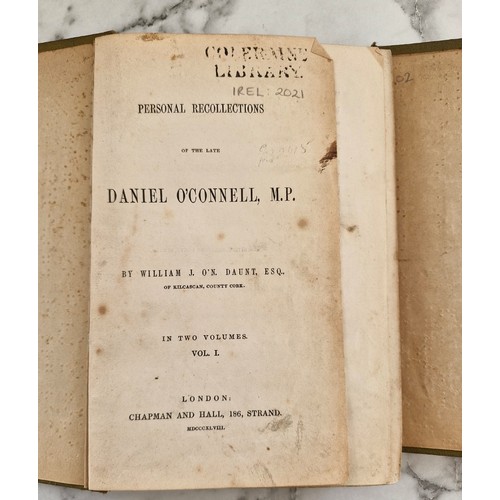 COLERAINE
LIBRARY.
IREL: 2021
02
PERSONAL RECOLLECTIONS
OF THE LATE
DANIEL O'CONNELL, M.P.
BY WILLIAM J. O'N. DAUNT, ESQ.
OF KILCASCAN, COUNTY CORK.
IN TWO VOLUMES.
VOL. I.
LONDON:
CHAPMAN AND HALL, 186, STRAND.
MDCCCXLVIII.